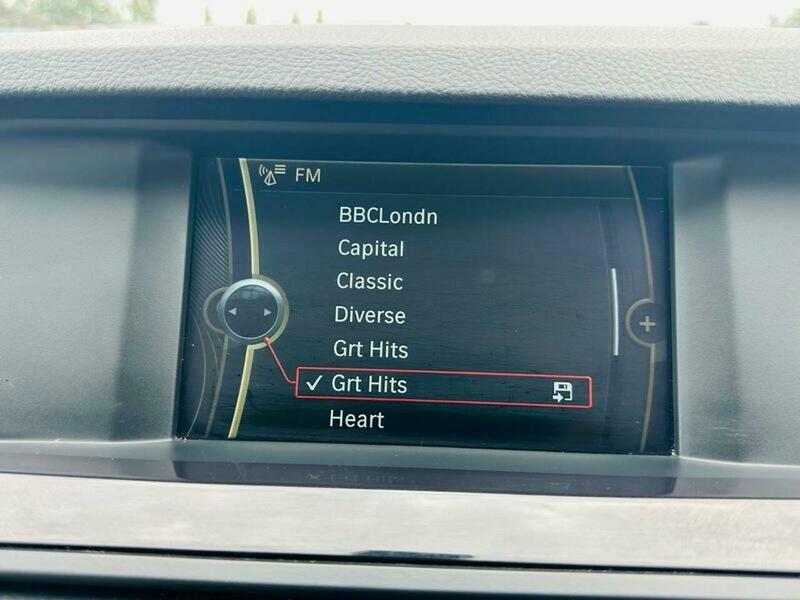 FM
BBCLondn
Capital
Classic
Diverse
Grt Hits
✓ Grt Hits
Heart